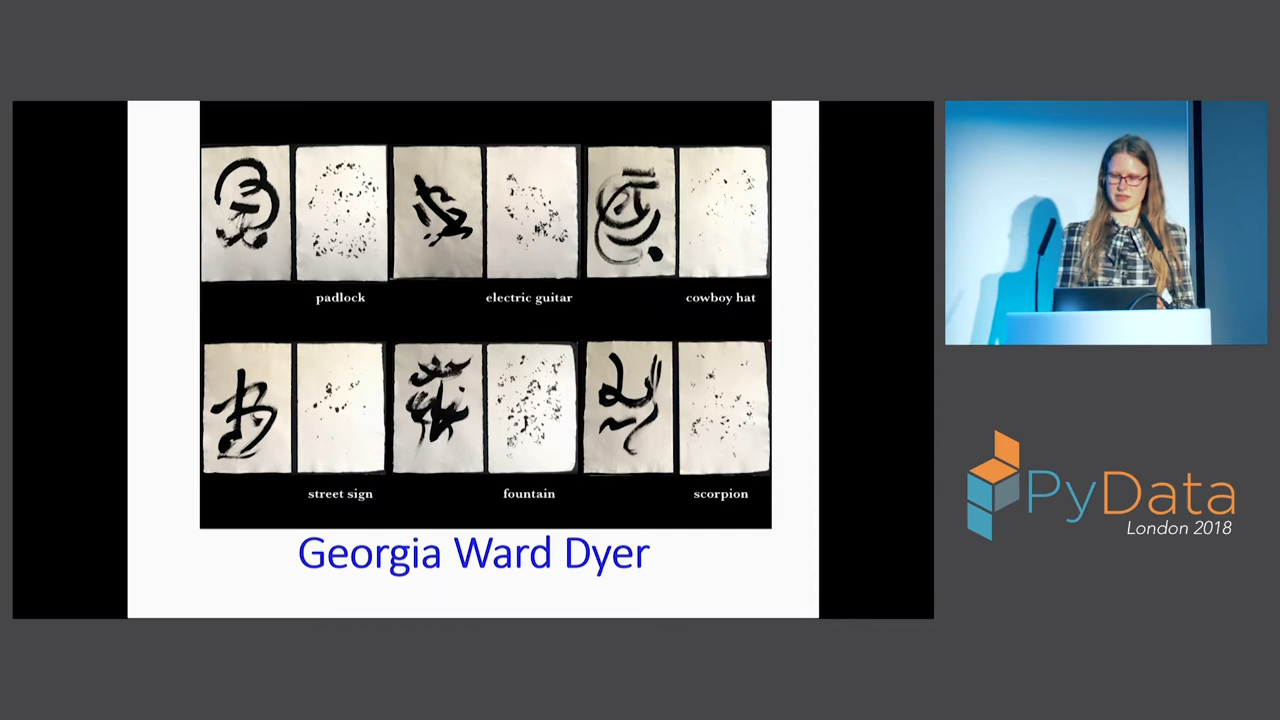 padlock
electric guitar
cowboy hat
street sign
fountain
scorpion
Georgia Ward Dyer
PyData
London 2018